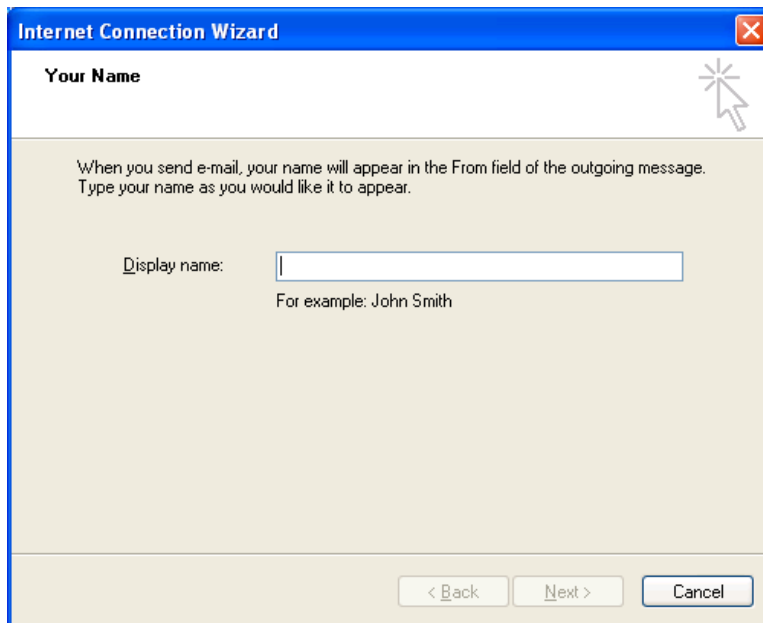 Internet Connection Wizard
Your Name
When you send e-mail, your name will appear in the From field of the outgoing message.
Type your name as you would like it to appear.
Display name:
For example: John Smith
< Back Next > Cancel